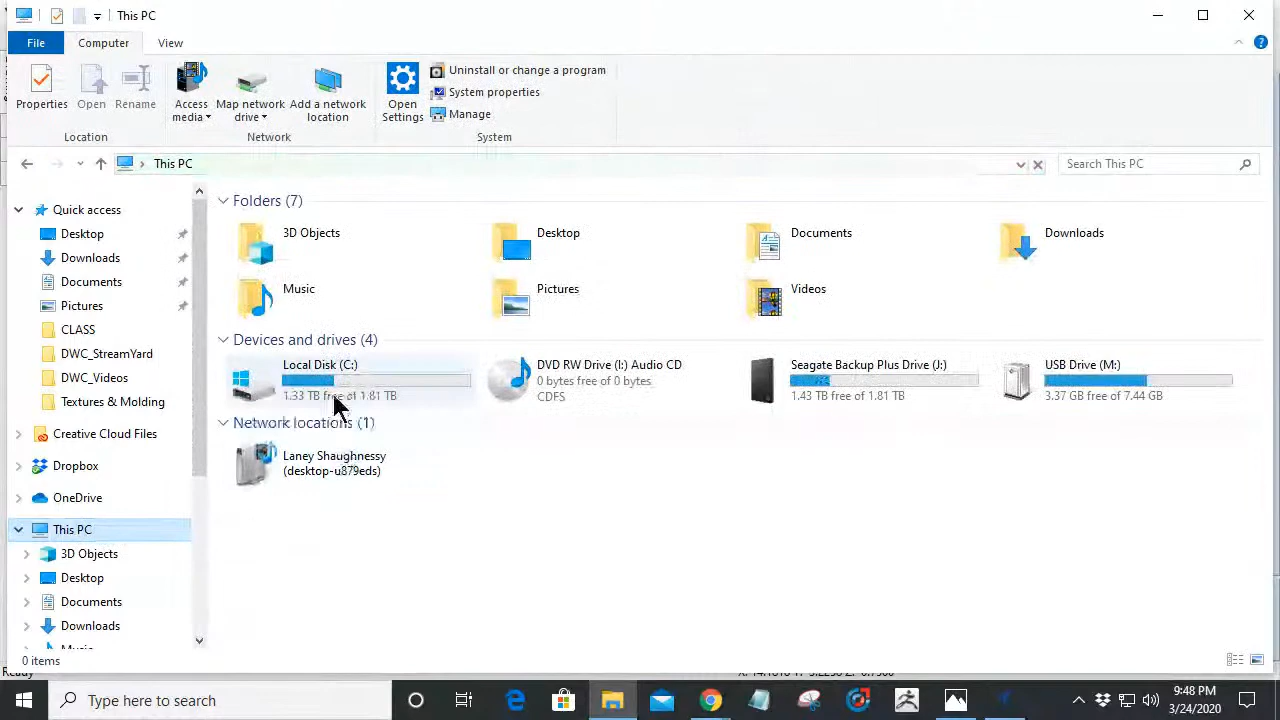 This PC
File
Computer
View
Properties
Open
Rename
Access media
Map network drive
Add a network location
Open Settings
Uninstall or change a program
System properties
Manage
Location
Network
System
This PC
Search This PC
Quick access
Desktop
Downloads
Documents
Pictures
CLASS
DWC_StreamYard
DWC_Videos
Textures & Molding
Creative Cloud Files
Dropbox
OneDrive
This PC
3D Objects
Desktop
Documents
Downloads
Music
Folders (7)
3D Objects
Desktop
Documents
Downloads
Music
Pictures
Videos
Devices and drives (4)
Local Disk (C:)
1.33 TB free of 1.81 TB
DVD RW Drive (I:) Audio CD
0 bytes free of 0 bytes
CDFS
Seagate Backup Plus Drive (J:)
1.43 TB free of 1.81 TB
USB Drive (M:)
3.37 GB free of 7.44 GB
Network locations (1)
Laney Shaughnessy
(desktop-u879eds)
0 items
Ready
Type here to search
9:48 PM
3/24/2020